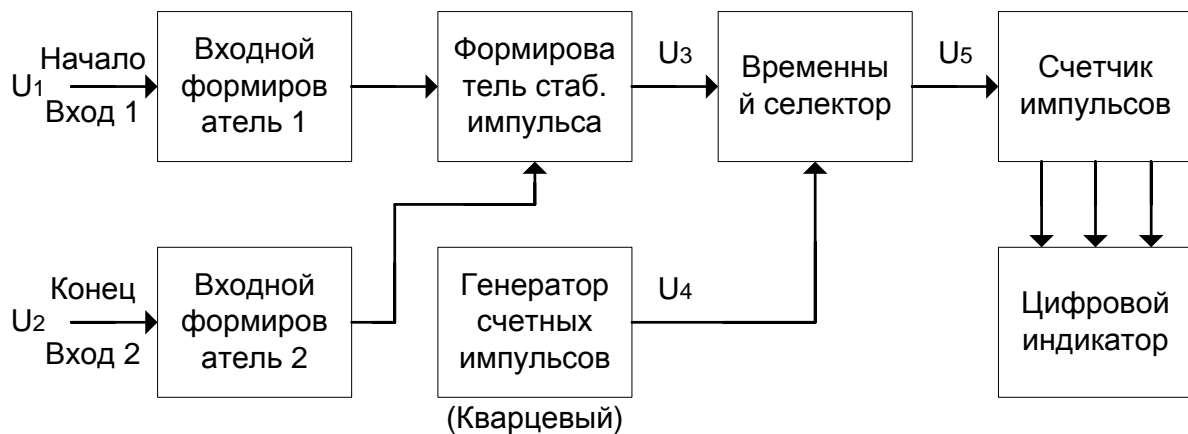 U1
Начало
Вход 1
Входной
формиров
атель 1
Формирова
тель стаб.
импульса
U3
Временны
й селектор
U5
Счетчик
импульсов
U2
Конец
Вход 2
Входной
формиров
атель 2
Генератор
счетных
импульсов
(Кварцевый)
U4
Цифровой
индикатор